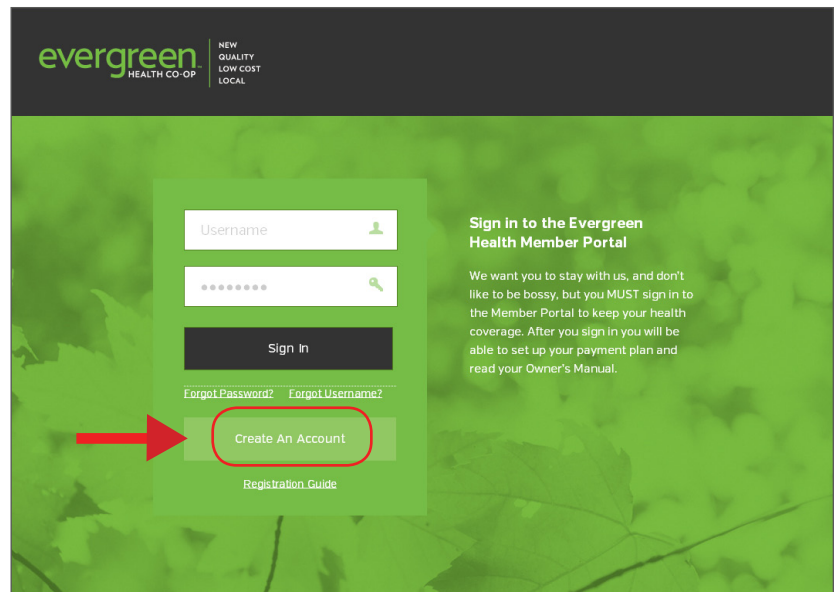 evergreen™
HEALTH CO-OP
NEW
QUALITY
LOW COST
LOCAL
Username
Sign In
Forgot Password? Forgot Username?
Create An Account
Registration Guide
Sign in to the Evergreen
Health Member Portal
We want you to stay with us, and don't
like to be bossy, but you MUST sign in to
the Member Portal to keep your health
coverage. After you sign in you will be
able to set up your payment plan and
read your Owner's Manual.